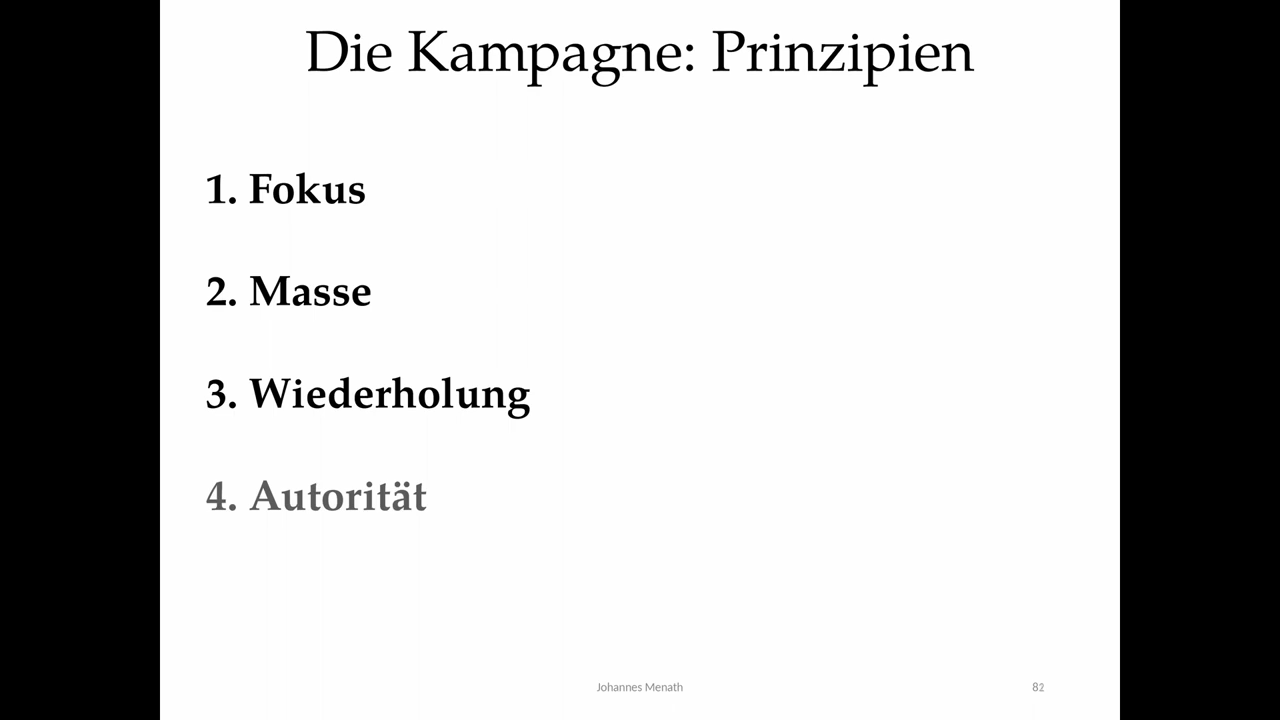 Die Kampagne: Prinzipien
1. Fokus
2. Masse
3. Wiederholung
4. Autorität
Johannes Menath
82